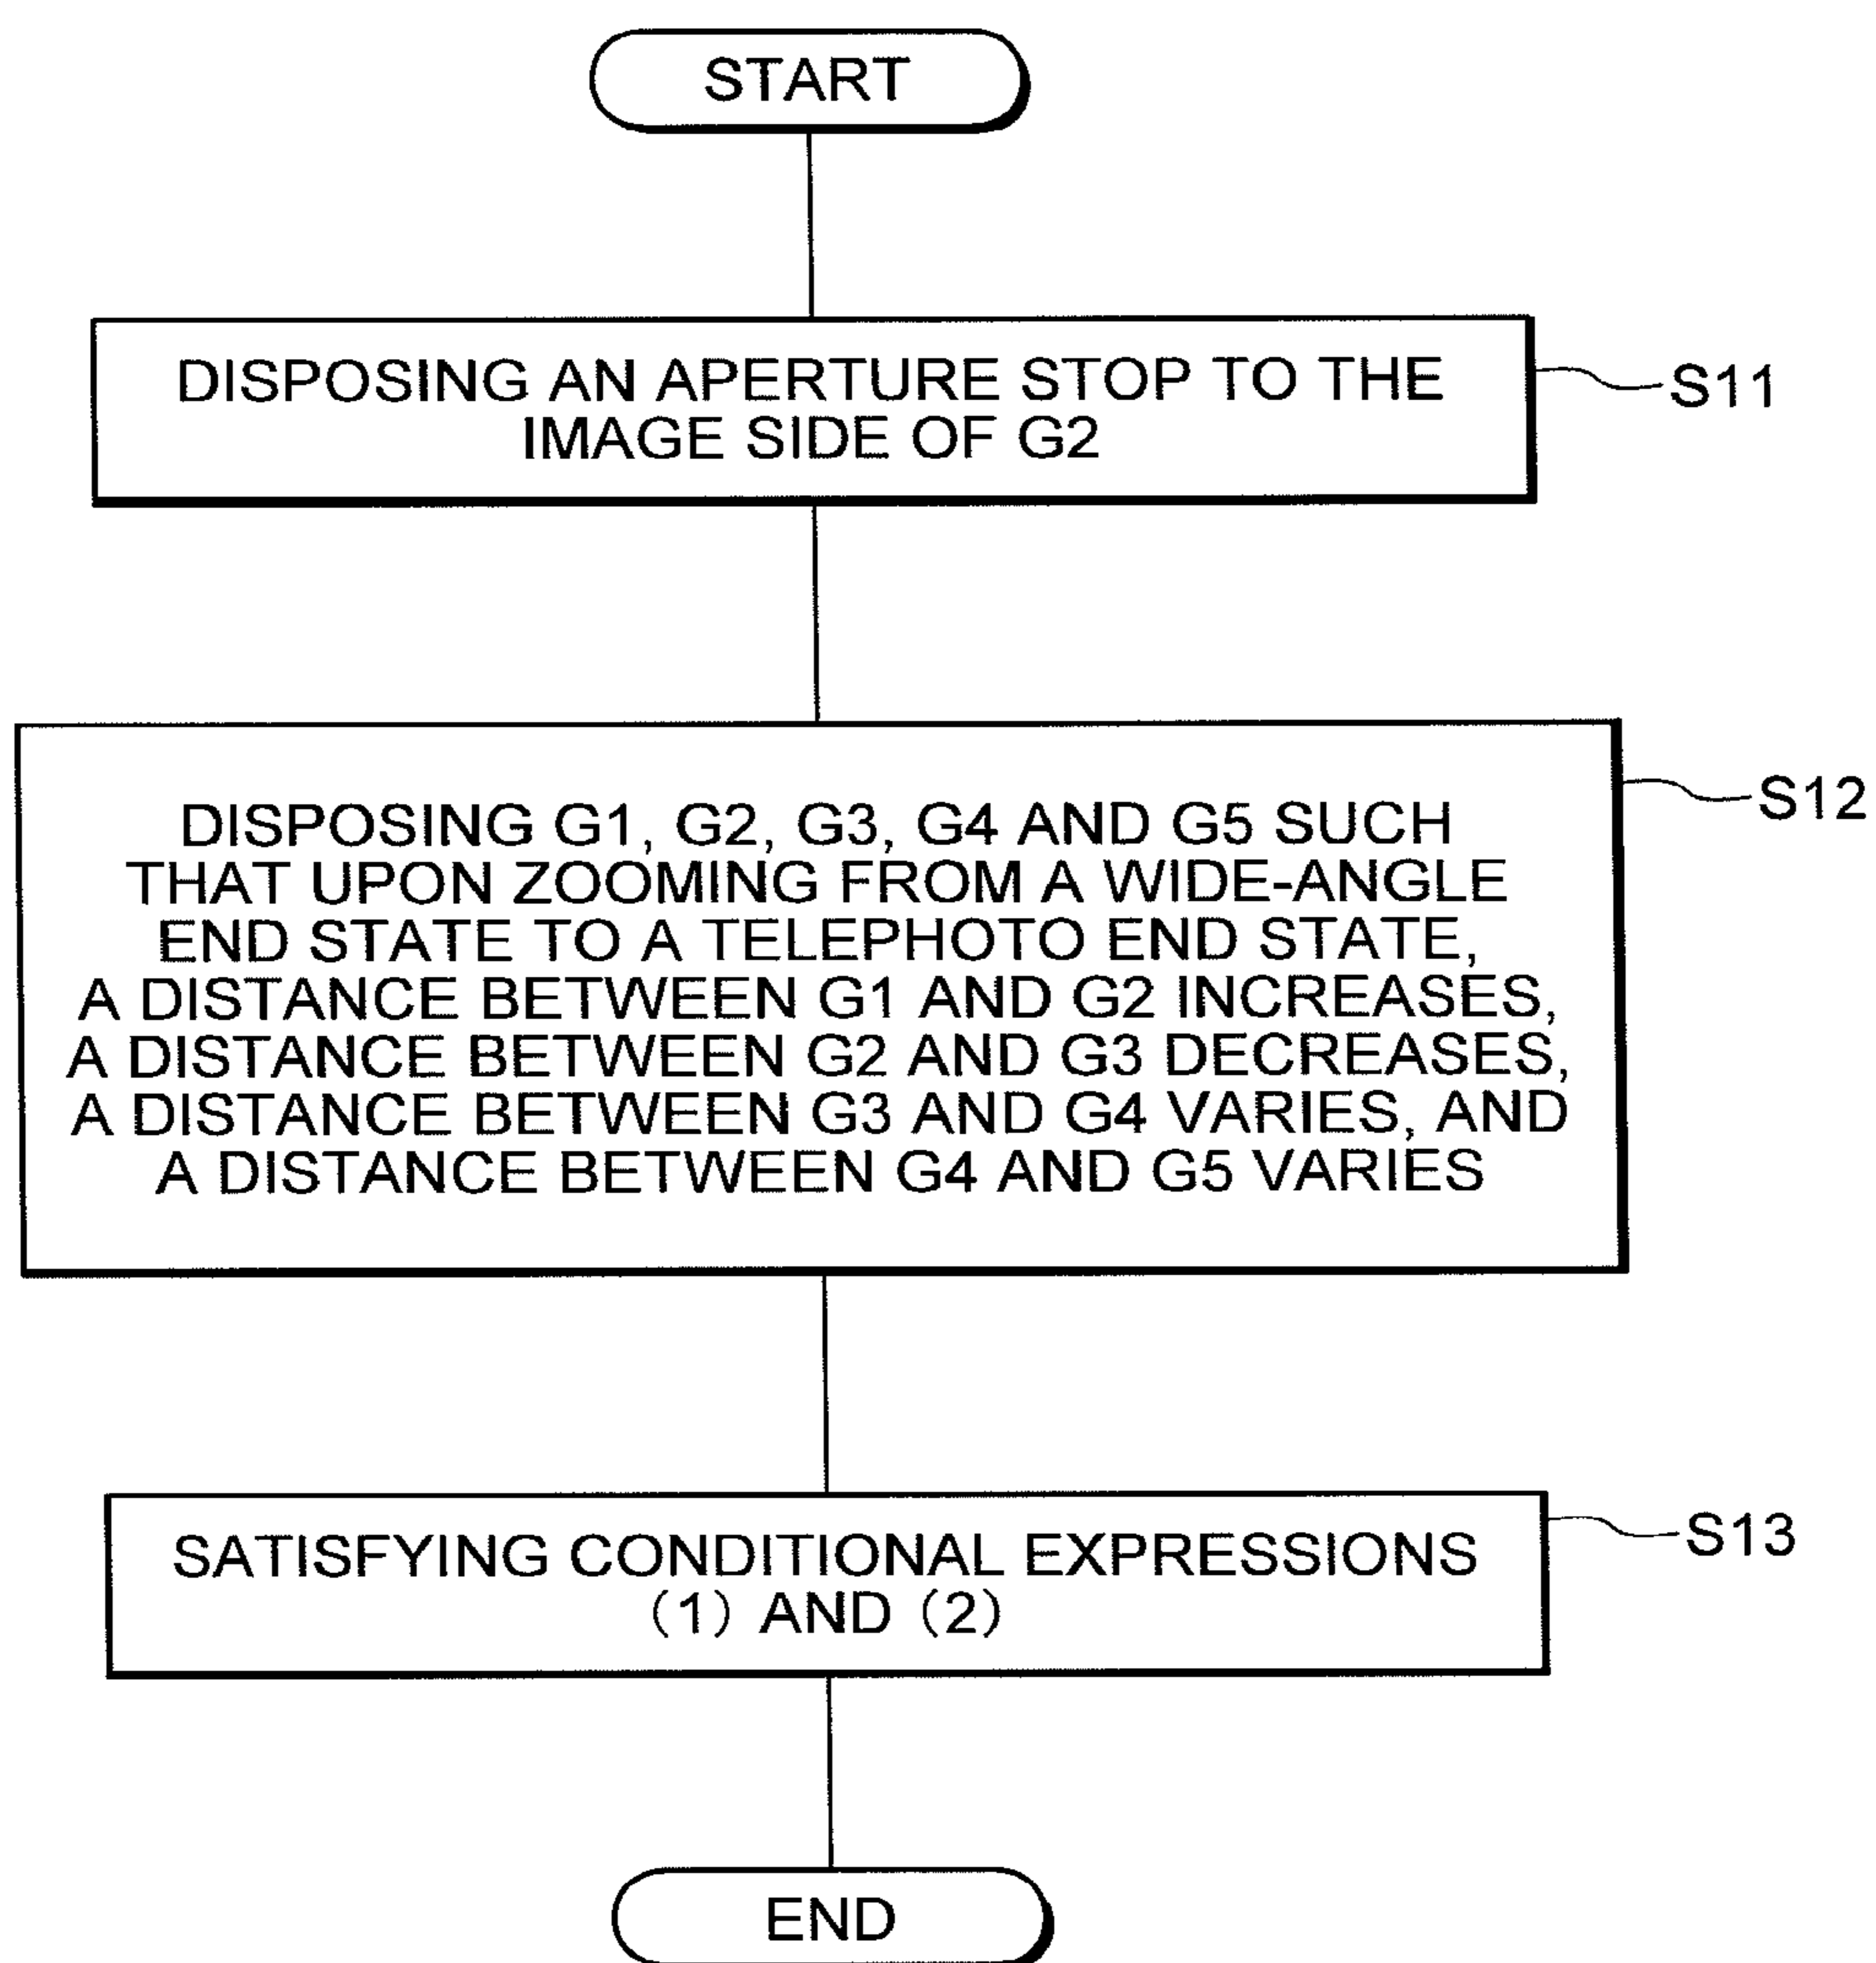 START
DISPOSING AN APERTURE STOP TO THE
IMAGE SIDE OF G2
S11
DISPOSING G1, G2, G3, G4 AND G5 SUCH
THAT UPON ZOOMING FROM A WIDE-ANGLE
END STATE TO A TELEPHOTO END STATE,
A DISTANCE BETWEEN G1 AND G2 INCREASES,
A DISTANCE BETWEEN G2 AND G3 DECREASES,
A DISTANCE BETWEEN G3 AND G4 VARIES, AND
A DISTANCE BETWEEN G4 AND G5 VARIES
S12
SATISFYING CONDITIONAL EXPRESSIONS
(1) AND (2)
S13
END